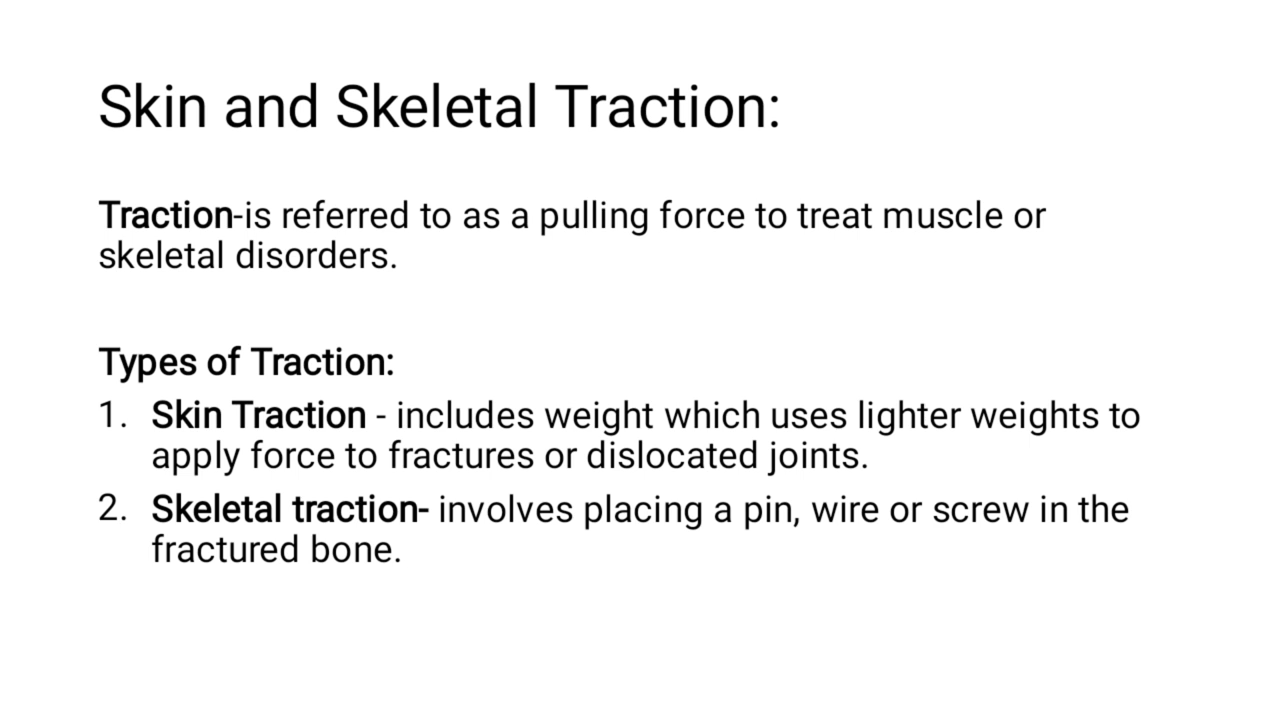 Skin and Skeletal Traction:
Traction-is referred to as a pulling force to treat muscle or
skeletal disorders.
Types of Traction:
1. Skin Traction - includes weight which uses lighter weights to
apply force to fractures or dislocated joints.
2. Skeletal traction- involves placing a pin, wire or screw in the
fractured bone.